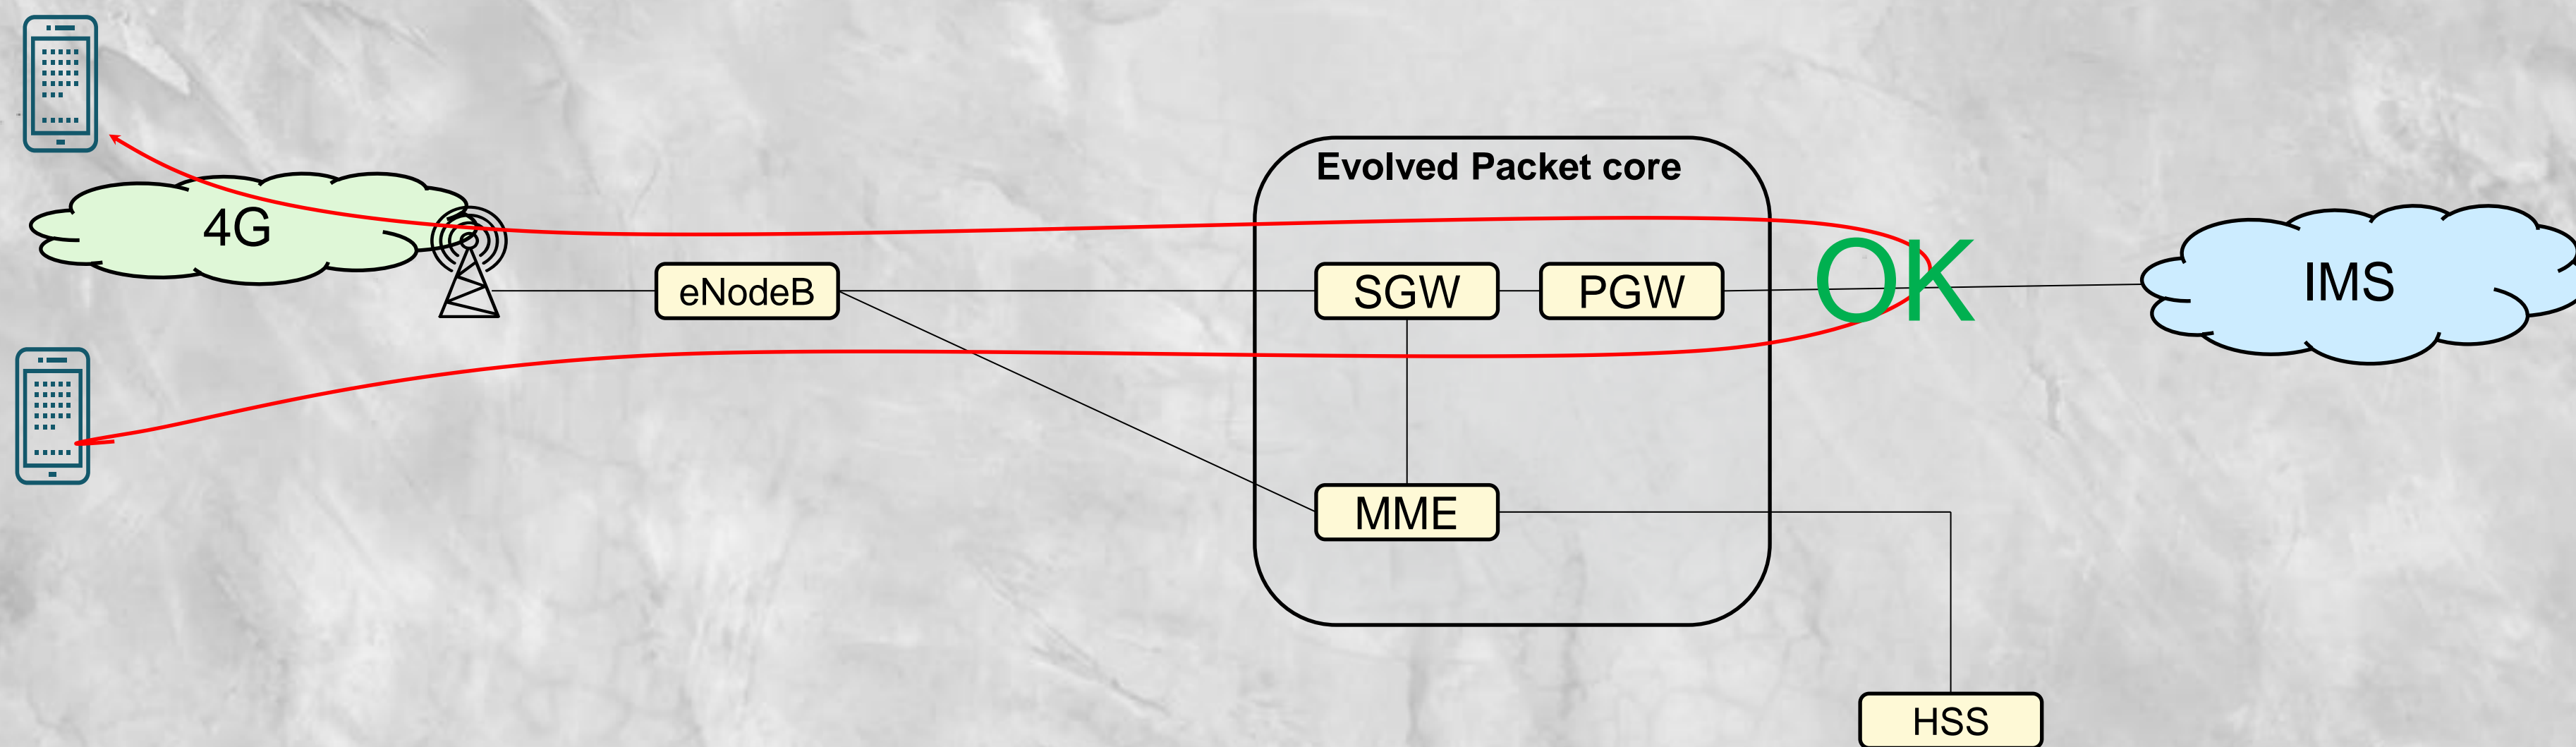 Evolved Packet core
4G
OK
eNodeB
SGW
PGW
IMS
MME
HSS